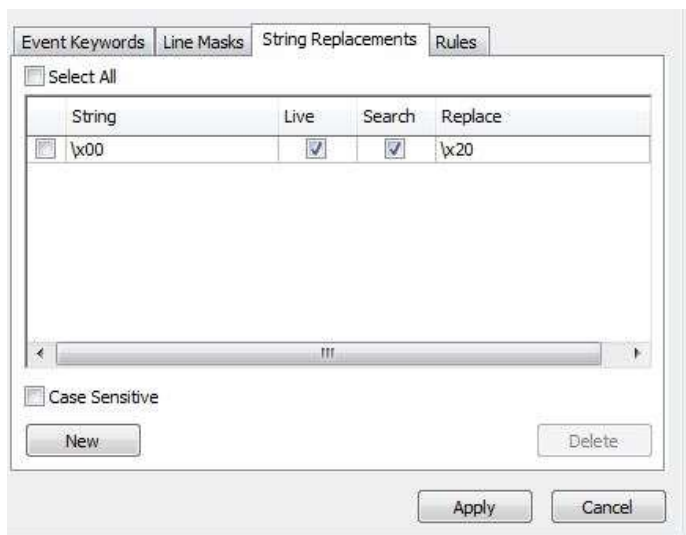 Event Keywords Line Masks String Replacements Rules
Select All
String Live Search Replace
\x00 \x20
Case Sensitive
New Delete
Apply Cancel